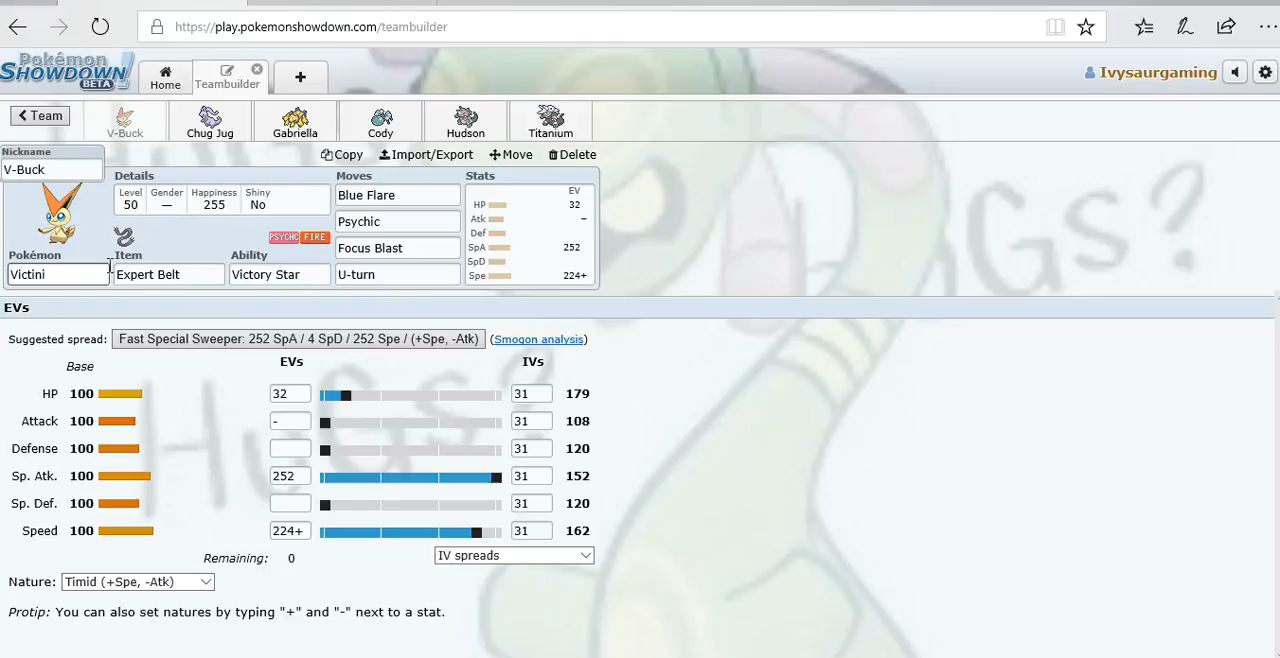 https://play.pokemonshowdown.com/teambuilder
Pokémon SHOWDOWN BETA
Home
Teambuilder
+
Ivysaurgaming
Team
V-Buck
Chug Jug
Gabriella
Cody
Hudson
Titanium
Copy Import/Export Move Delete
Nickname
V-Buck
Details
Level Gender Happiness Shiny
50 — 255 No
PSYCHC FIRE
Pokémon
Victini
Item
Expert Belt
Ability
Victory Star
Moves
Blue Flare
Psychic
Focus Blast
U-turn
Stats
EV
HP 32
Atk –
Def
SpA 252
SpD
Spe 224+
HuGs?
EVs
Suggested spread: Fast Special Sweeper: 252 SpA / 4 SpD / 252 Spe / (+Spe, -Atk) (Smogon analysis)
Base EVs IVs
HP 100 32 31 179
Attack 100 - 31 108
Defense 100 31 120
Sp. Atk. 100 252 31 152
Sp. Def. 100 31 120
Speed 100 224+ 31 162
Remaining: 0 IV spreads
Nature: Timid (+Spe, -Atk)
Protip: You can also set natures by typing "+" and "-" next to a stat.
HuGs?